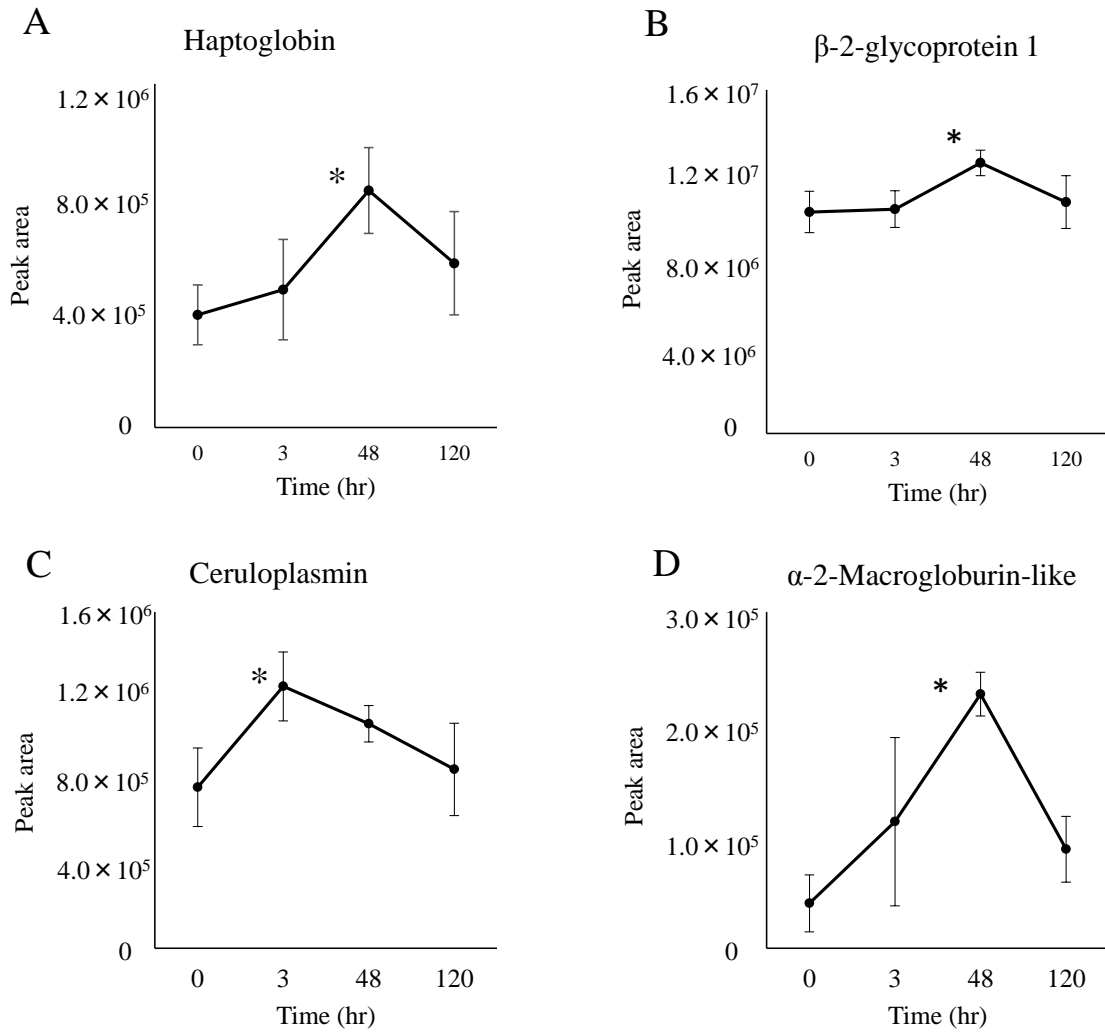 A
Haptoglobin
1.2×10⁶
8.0×10⁵
4.0×10⁵
0
Peak area
*
0 3 48 120
Time (hr)
B
β-2-glycoprotein 1
1.6×10⁷
1.2×10⁷
8.0×10⁶
4.0×10⁶
0
Peak area
*
0 3 48 120
Time (hr)
C
Ceruloplasmin
1.6×10⁶
1.2×10⁶
8.0×10⁵
4.0×10⁵
0
Peak area
*
0 3 48 120
Time (hr)
D
α-2-Macrogloburin-like
3.0×10⁵
2.0×10⁵
1.0×10⁵
0
Peak area
*
0 3 48 120
Time (hr)